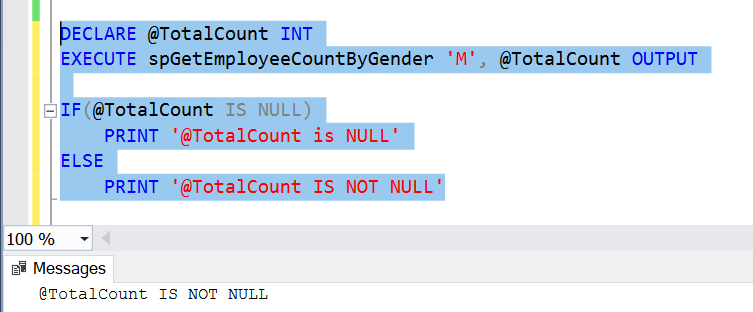 DECLARE @TotalCount INT
EXECUTE spGetEmployeeCountByGender 'M', @TotalCount OUTPUT
IF(@TotalCount IS NULL)
PRINT '@TotalCount is NULL'
ELSE
PRINT '@TotalCount IS NOT NULL'
100 %
Messages
@TotalCount IS NOT NULL